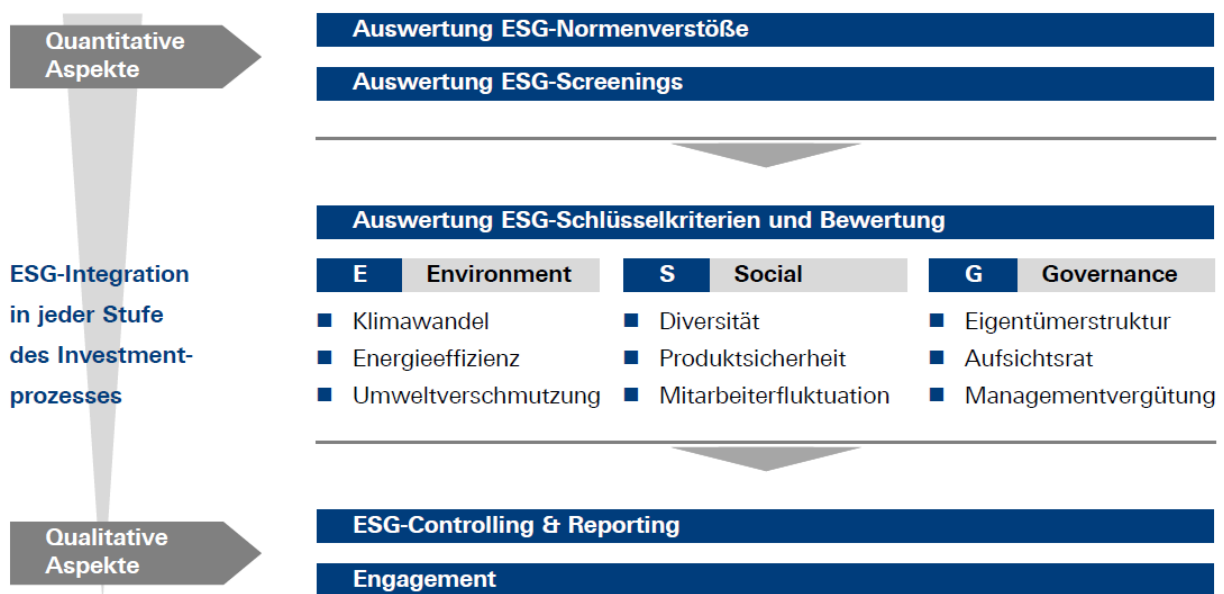 Quantitative
Aspekte
Auswertung ESG-Normenverstöße
Auswertung ESG-Screenings
ESG-Integration
in jeder Stufe
des Investment-
prozesses
Auswertung ESG-Schlüsselkriterien und Bewertung
E Environment
Klimawandel
Energieeffizienz
Umweltverschmutzung
S Social
Diversität
Produktsicherheit
Mitarbeiterfluktuation
G Governance
Eigentümerstruktur
Aufsichtsrat
Managementvergütung
Qualitative
Aspekte
ESG-Controlling & Reporting
Engagement